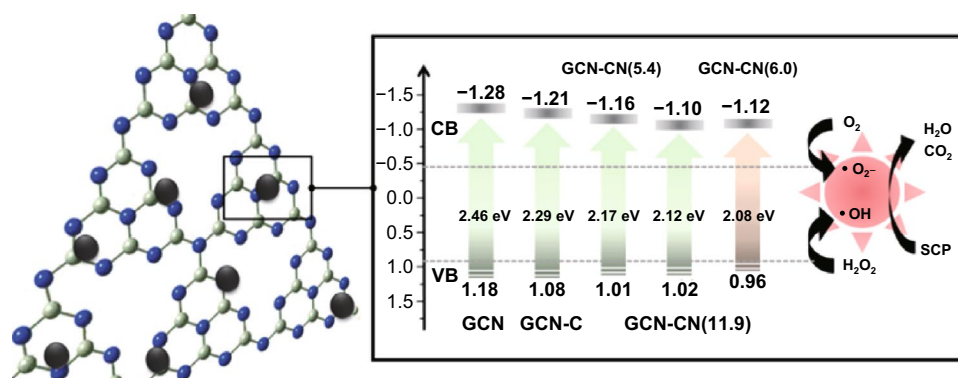 GCN-CN(5.4) GCN-CN(6.0)
−1.5
−1.0
−0.5
0.0
0.5
1.0
1.5
CB
VB
−1.28 −1.21 −1.16 −1.10 −1.12
2.46 eV 2.29 eV 2.17 eV 2.12 eV 2.08 eV
1.18 1.08 1.01 1.02 0.96
GCN GCN-C GCN-CN(11.9)
O₂
H₂O
CO₂
• O₂⁻
• OH
H₂O₂
SCP